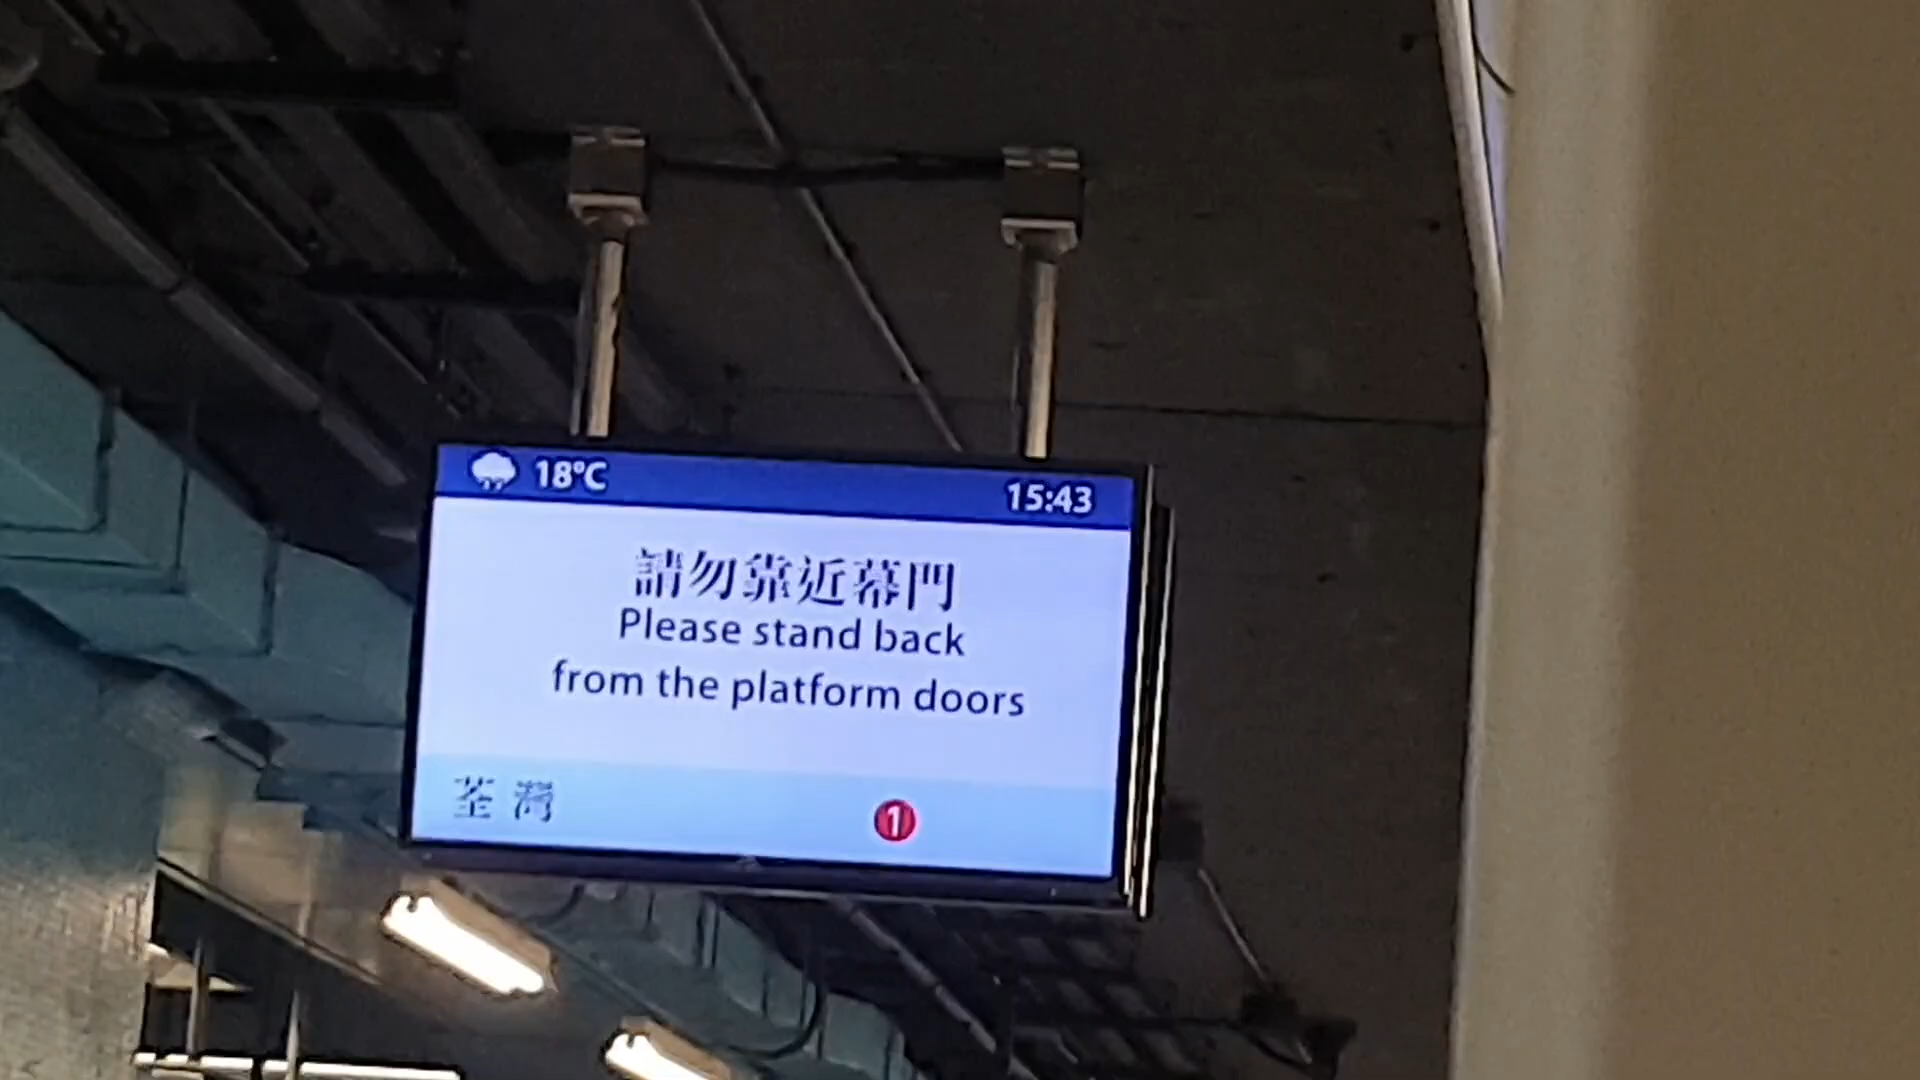 18°C
15:43
請勿靠近幕門
Please stand back
from the platform doors
荃灣
1